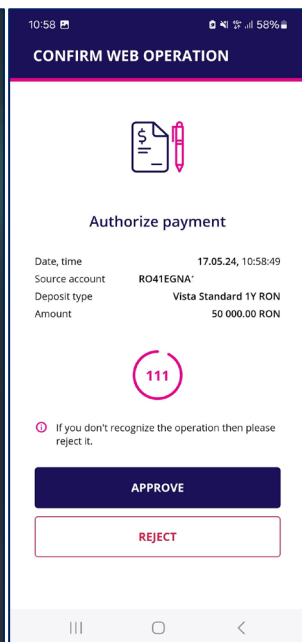 10:58 58%
CONFIRM WEB OPERATION
$
Authorize payment
Date, time 17.05.24, 10:58:49
Source account RO41EGNA'
Deposit type Vista Standard 1Y RON
Amount 50 000.00 RON
111
If you don't recognize the operation then please
reject it.
APPROVE
REJECT